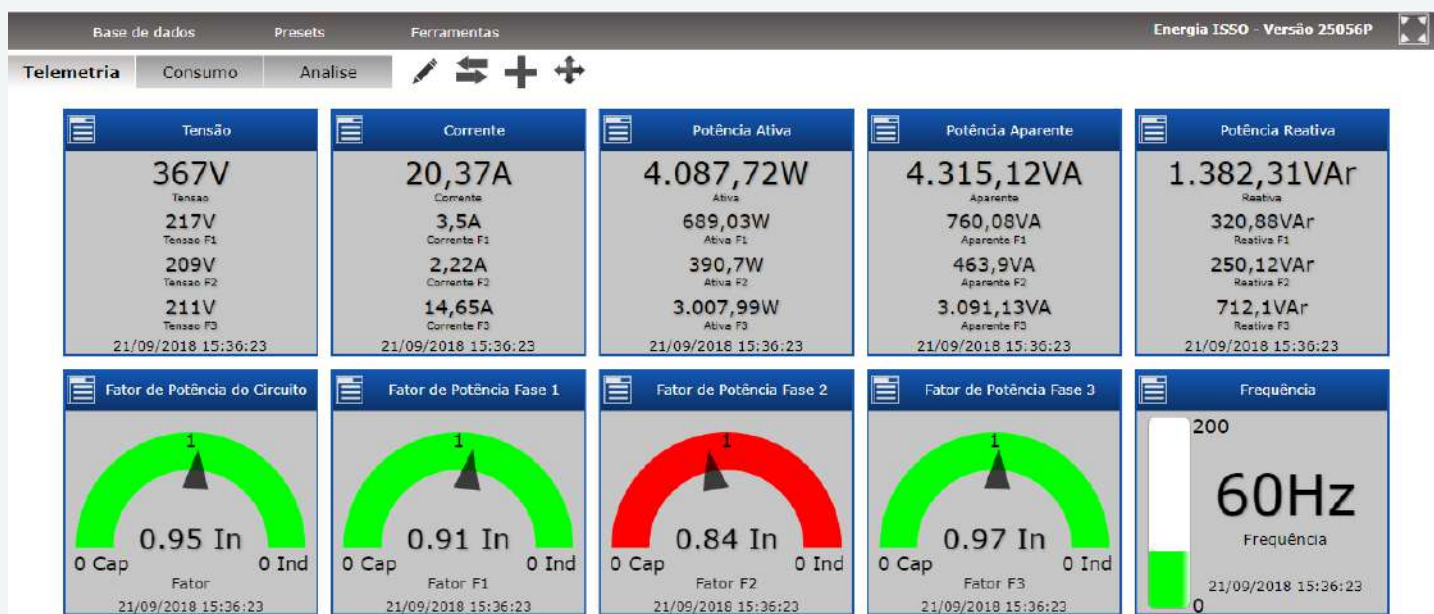 Base de dados Presets Ferramentas Energia ISSO - Versão 25056P
Telemetria Consumo Analise
Tensão
367V
Tensao
217V
Tensao F1
209V
Tensao F2
211V
Tensao F3
21/09/2018 15:36:23
Corrente
20,37A
Corrente
3,5A
Corrente F1
2,22A
Corrente F2
14,65A
Corrente F3
21/09/2018 15:36:23
Potência Ativa
4.087,72W
Ativa
689,03W
Ativa F1
390,7W
Ativa F2
3.007,99W
Ativa F3
21/09/2018 15:36:23
Potência Aparente
4.315,12VA
Aparente
760,08VA
Aparente F1
463,9VA
Aparente F2
3.091,13VA
Aparente F3
21/09/2018 15:36:23
Potência Reativa
1.382,31VAr
Reativa
320,88VAr
Reativa F1
250,12VAr
Reativa F2
712,1VAr
Reativa F3
21/09/2018 15:36:23
Fator de Potência do Circuito
1
0.95 In
0 Cap 0 Ind
Fator
21/09/2018 15:36:23
Fator de Potência Fase 1
1
0.91 In
0 Cap 0 Ind
Fator F1
21/09/2018 15:36:23
Fator de Potência Fase 2
1
0.84 In
0 Cap 0 Ind
Fator F2
21/09/2018 15:36:23
Fator de Potência Fase 3
1
0.97 In
0 Cap 0 Ind
Fator F3
21/09/2018 15:36:23
Frequência
200
60Hz
Frequência
21/09/2018 15:36:23
0